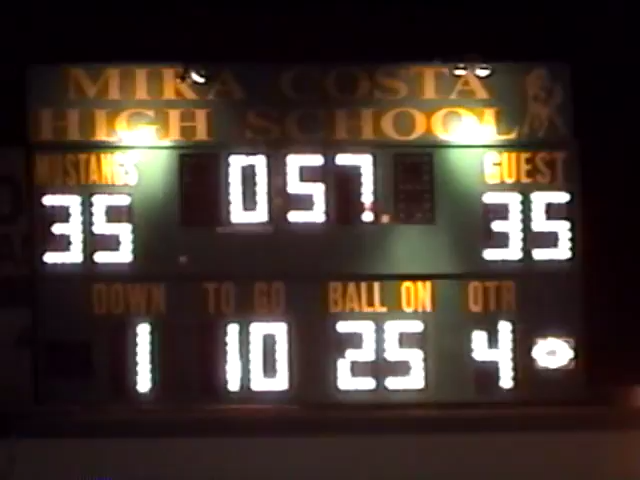 MIRA COSTA
HIGH SCHOOL
MUSTANGS 057. GUEST
35 35
DOWN TO GO BALL ON QTR
1 10 25 4